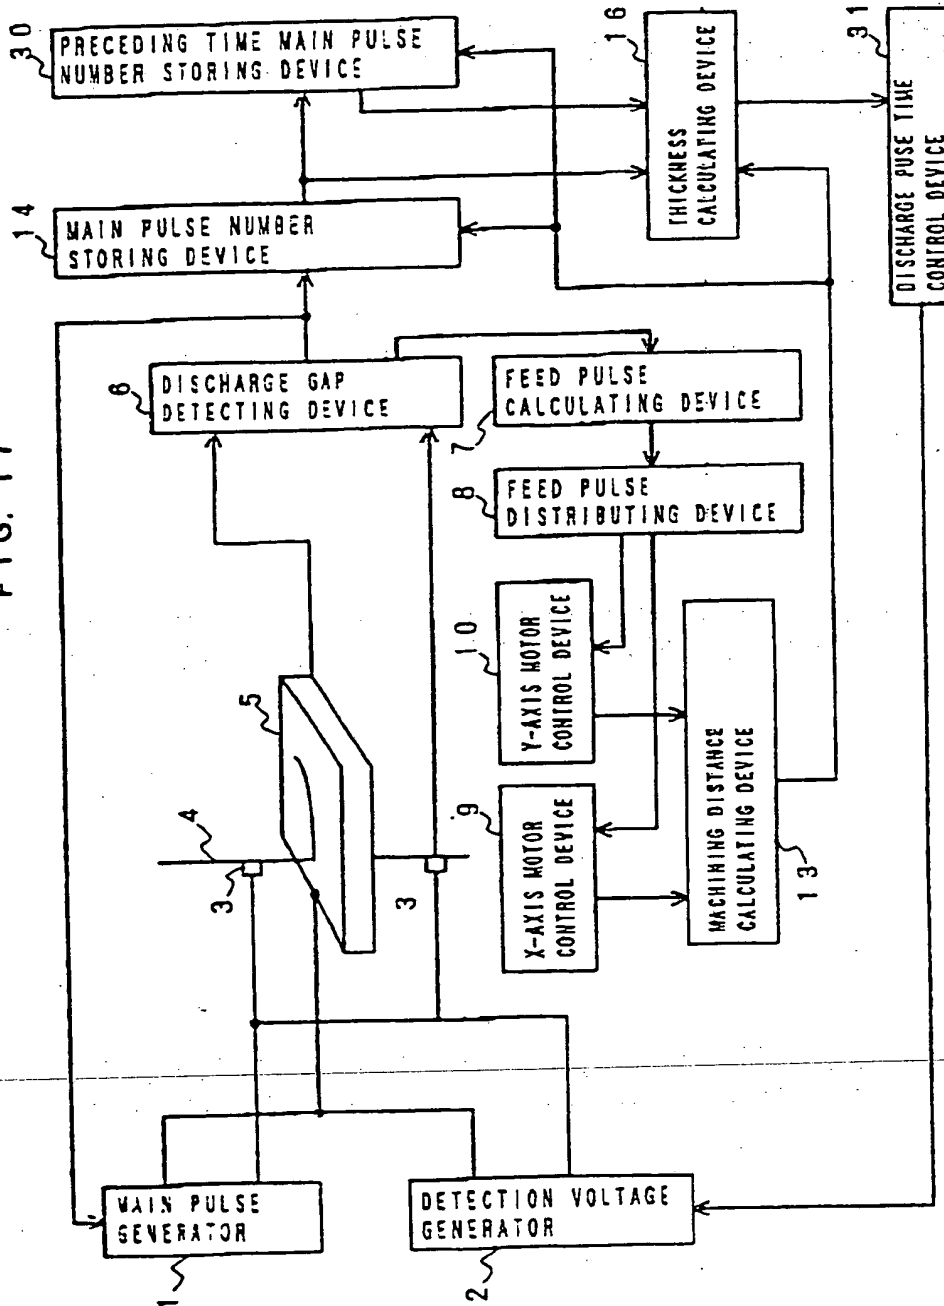 FIG. 17
30
PRECEDING TIME MAIN PULSE
NUMBER STORING DEVICE
16
THICKNESS
CALCULATING DEVICE
31
DISCHARGE PUSE TIME
CONTROL DEVICE
14
MAIN PULSE NUMBER
STORING DEVICE
6
DISCHARGE GAP
DETECTING DEVICE
7
FEED PULSE
CALCULATING DEVICE
8
FEED PULSE
DISTRIBUTING DEVICE
10
Y-AXIS MOTOR
CONTROL DEVICE
9
X-AXIS MOTOR
CONTROL DEVICE
MACHINING DISTANCE
CALCULATING DEVICE
13
5
4
3
3
MAIN PULSE
GENERATOR
1
DETECTION VOLTAGE
GENERATOR
2